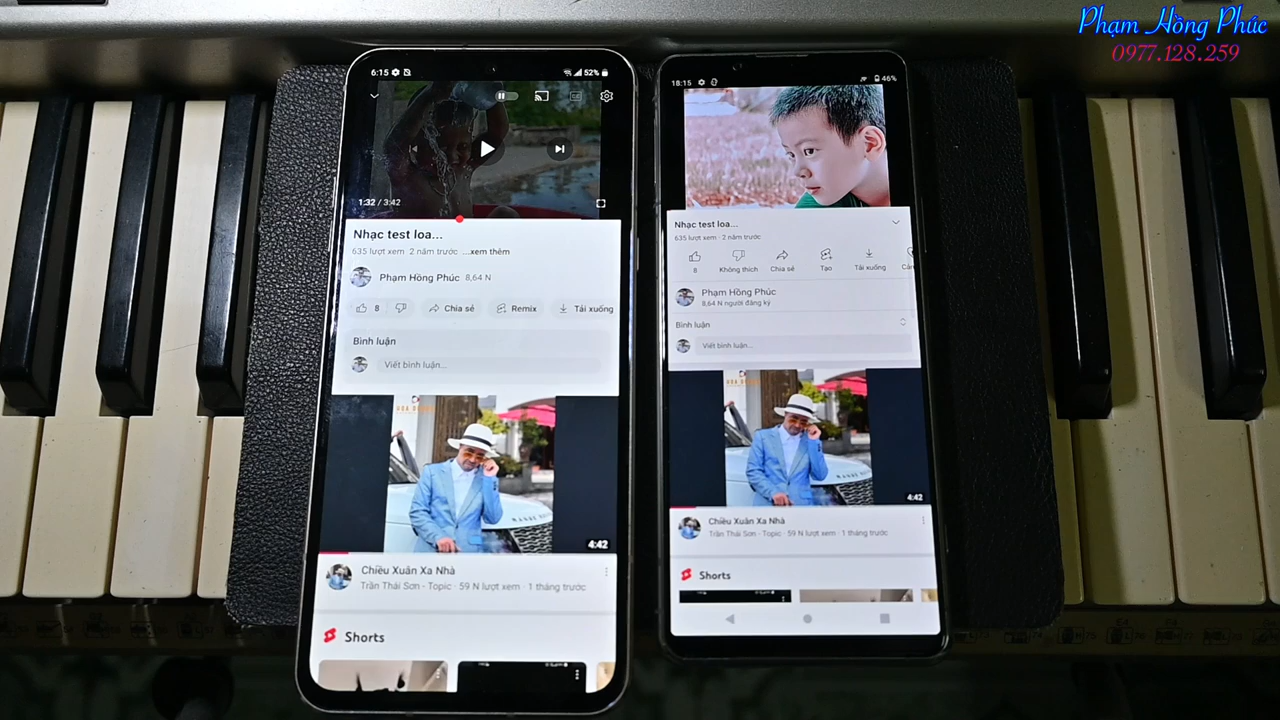 Phạm Hồng Phúc
0977.128.259
6:15
52%
1:32 / 3:42
Nhạc test loa...
635 lượt xem 2 năm trước ...xem thêm
Phạm Hồng Phúc 8,64 N
8 Chia sẻ Remix Tải xuống
Bình luận
Viết bình luận...
4:42
Chiều Xuân Xa Nhà
Trần Thái Sơn - Topic · 59 N lượt xem · 1 tháng trước
Shorts
18:15
46%
Nhạc test loa...
635 lượt xem · 2 năm trước
8 Không thích Chia sẻ Tạo Tải xuống
Phạm Hồng Phúc
8,64 N người đăng ký
Bình luận
Viết bình luận...
4:42
Chiều Xuân Xa Nhà
Trần Thái Sơn - Topic · 59 N lượt xem · 1 tháng trước
Shorts